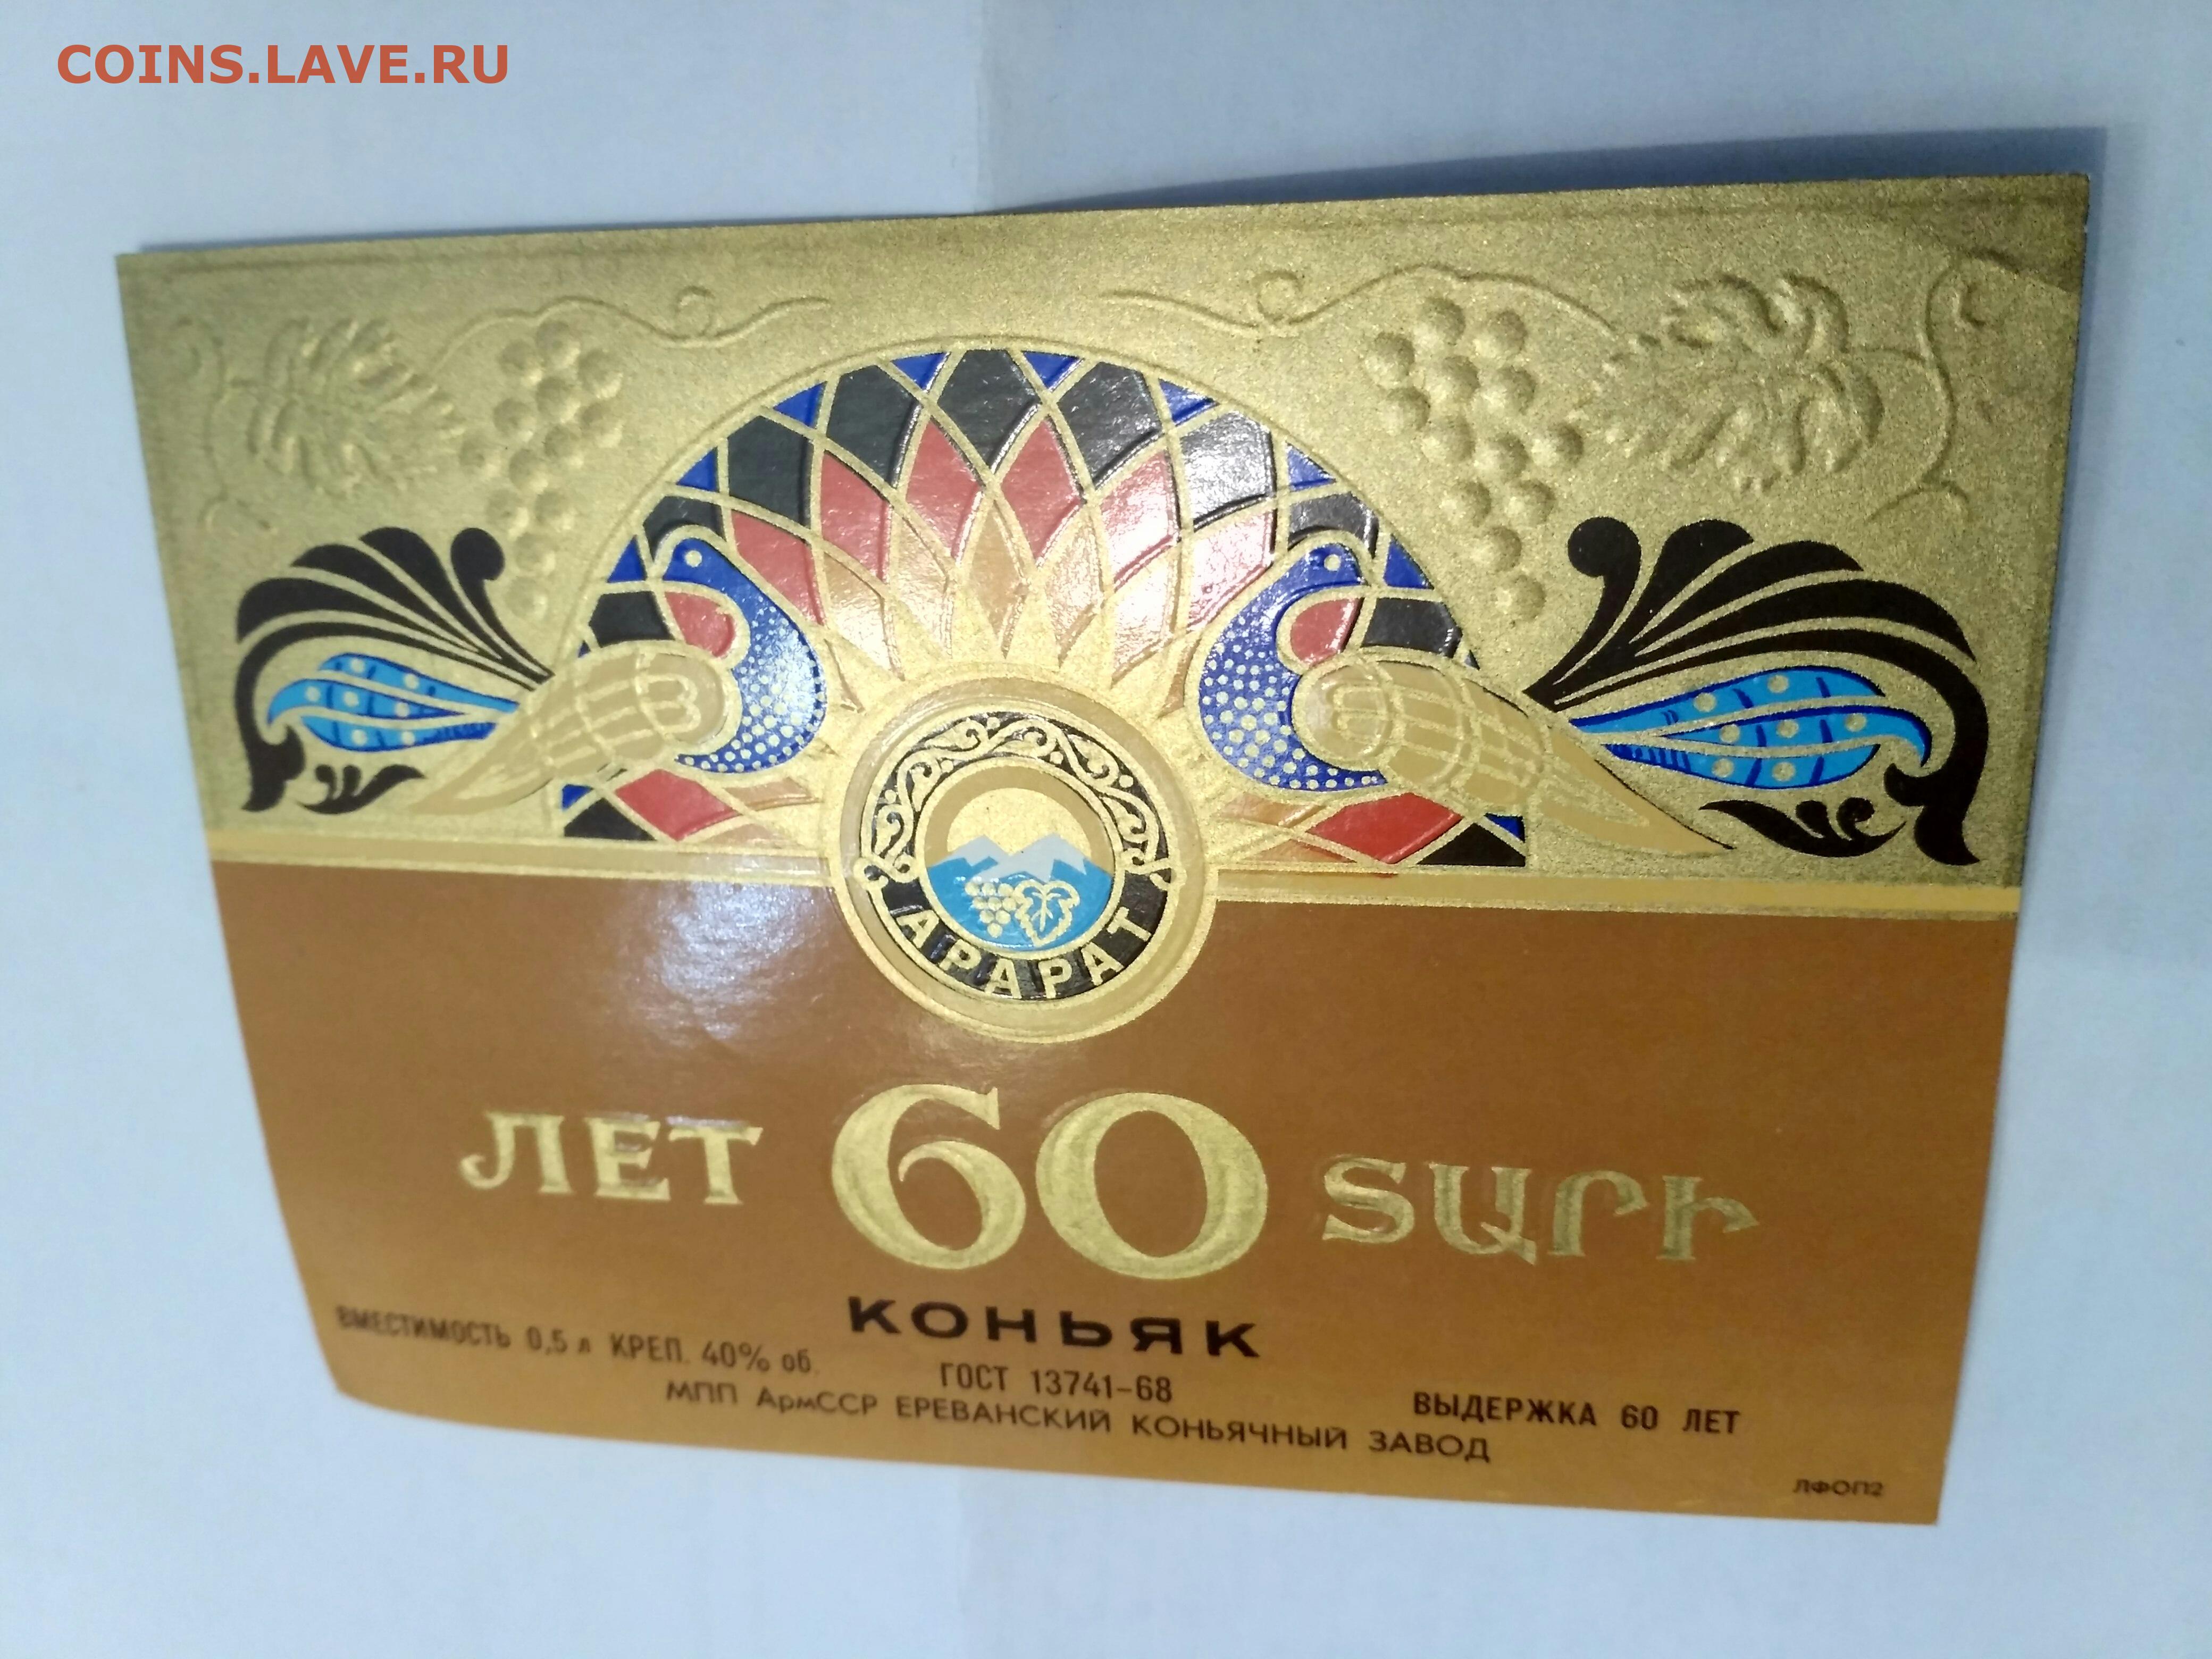 COINS.LAVE.RU
АРАРАТ
ЛЕТ 60 ՏԱՐԻ
КОНЬЯК
ВМЕСТИМОСТЬ 0,5 л КРЕП. 40% об. ГОСТ 13741-68 ВЫДЕРЖКА 60 ЛЕТ
МПП АрмССР ЕРЕВАНСКИЙ КОНЬЯЧНЫЙ ЗАВОД
ЛФОП2